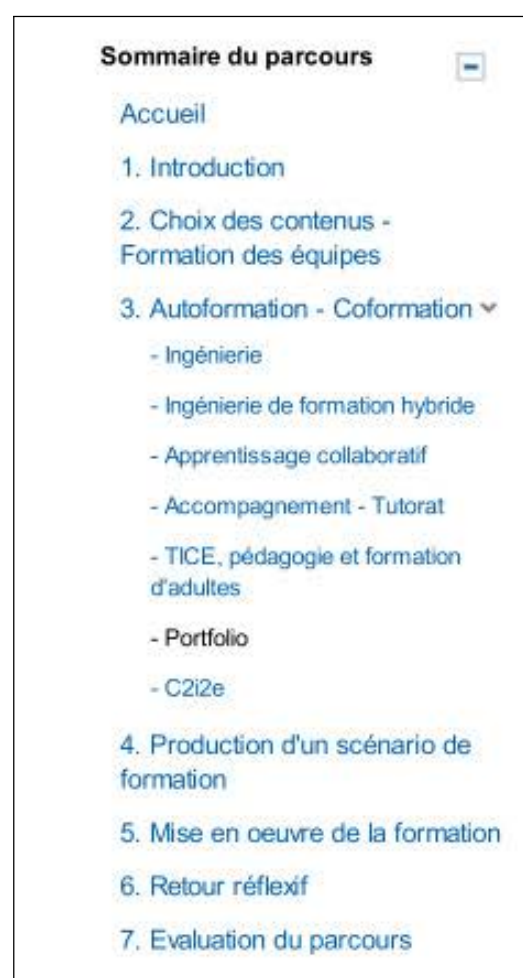 Sommaire du parcours
Accueil
1. Introduction
2. Choix des contenus -
Formation des équipes
3. Autoformation - Coformation
- Ingénierie
- Ingénierie de formation hybride
- Apprentissage collaboratif
- Accompagnement - Tutorat
- TICE, pédagogie et formation
d'adultes
- Portfolio
- C2i2e
4. Production d'un scénario de
formation
5. Mise en oeuvre de la formation
6. Retour réflexif
7. Evaluation du parcours